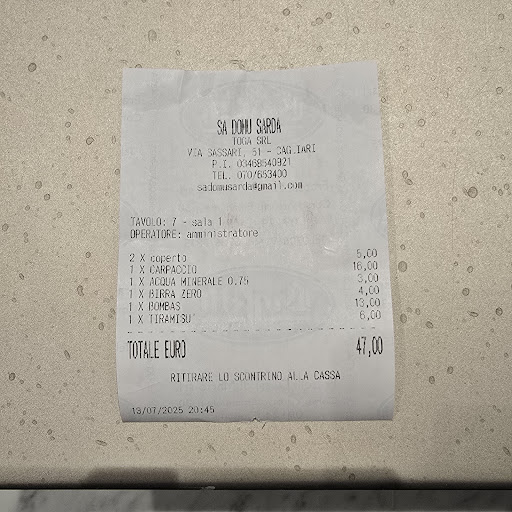 SA DOMU SARDA
TOGA SRL
VIA SASSARI, 51 - CAGLIARI
P.I. 03468540921
TEL. 070/653400
sadomusarda@gmail.com
TAVOLO: 7 - sala 1
OPERATORE: amministratore
2 X coperto 5,00
1 X CARPACCIO 16,00
1 X ACQUA MINERALE 0.75 3,00
1 X BIRRA ZERO 4,00
1 X BOMBAS 13,00
1 X TIRAMISU' 6,00
TOTALE EURO 47,00
RITIRARE LO SCONTRINO ALLA CASSA
13/07/2025 20:45